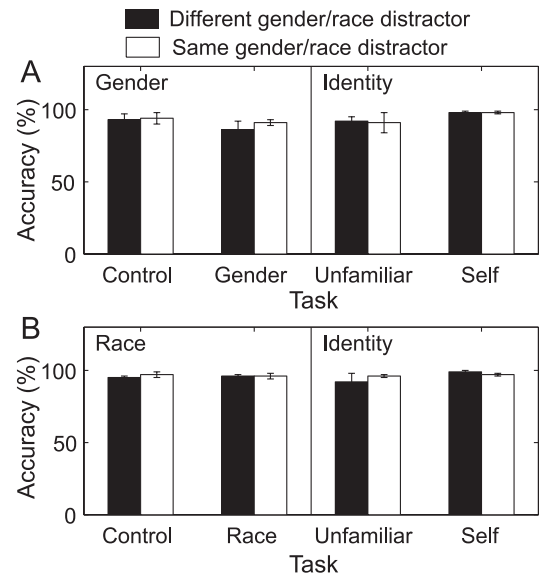 Different gender/race distractor
Same gender/race distractor
A
Gender
Identity
Accuracy (%)
100
50
0
Control
Gender
Unfamiliar
Self
Task
B
Race
Identity
Accuracy (%)
100
50
0
Control
Race
Unfamiliar
Self
Task